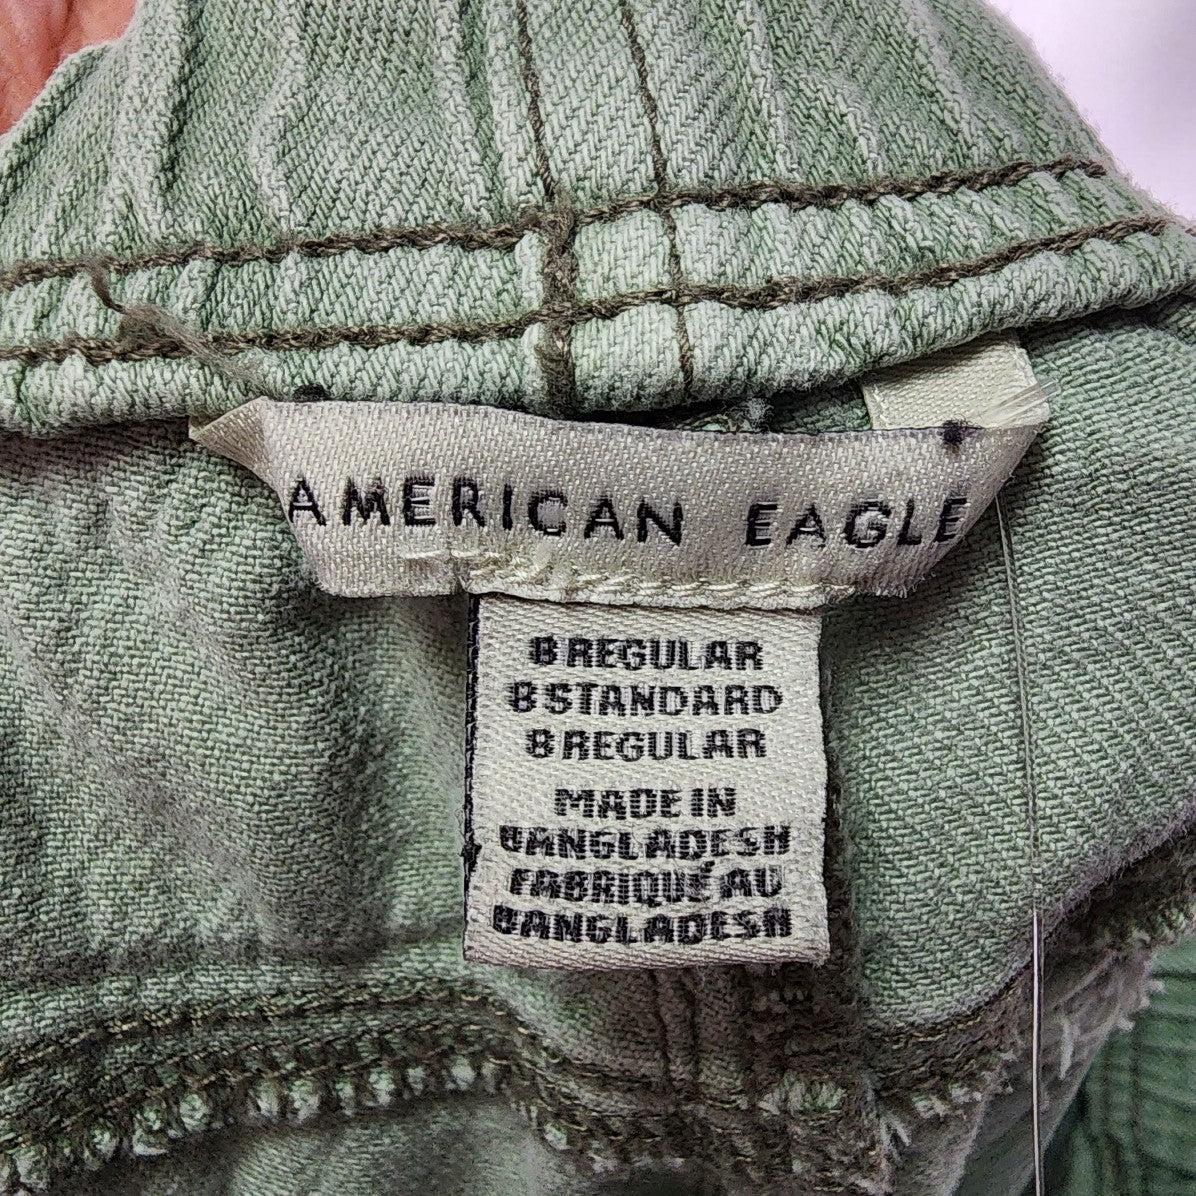 AMERICAN EAGLE
8 REGULAR
8 STANDARD
8 REGULAR
MADE IN
BANGLADESH
FABRIQUÉ AU
BANGLADESH